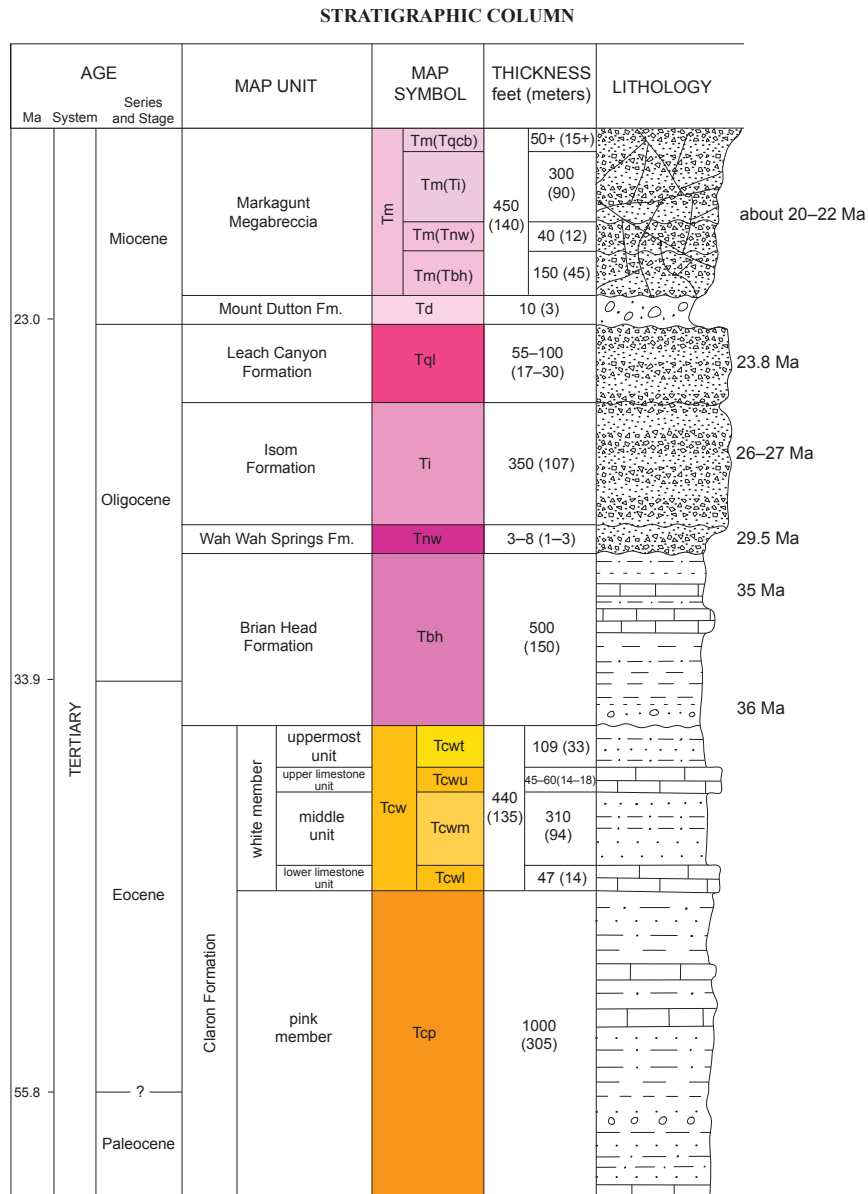 STRATIGRAPHIC COLUMN
AGE
Ma System Series
and Stage
MAP UNIT
MAP
SYMBOL
THICKNESS
feet (meters)
LITHOLOGY
Miocene
Markagunt
Megabreccia
Tm
Tm(Tqcb)
Tm(Ti)
Tm(Tnw)
Tm(Tbh)
450
(140)
50+ (15+)
300
(90)
40 (12)
150 (45)
about 20–22 Ma
Mount Dutton Fm.
Td
10 (3)
23.0
Leach Canyon
Formation
Tql
55–100
(17–30)
23.8 Ma
Oligocene
Isom
Formation
Ti
350 (107)
26–27 Ma
Wah Wah Springs Fm.
Tnw
3–8 (1–3)
29.5 Ma
Brian Head
Formation
Tbh
500
(150)
35 Ma
36 Ma
33.9
TERTIARY
Eocene
Claron Formation
white member
uppermost
unit
upper limestone
unit
middle
unit
lower limestone
unit
Tcw
Tcwt
Tcwu
Tcwm
Tcwl
440
(135)
109 (33)
45–60(14–18)
310
(94)
47 (14)
pink
member
Tcp
1000
(305)
55.8
?
Paleocene